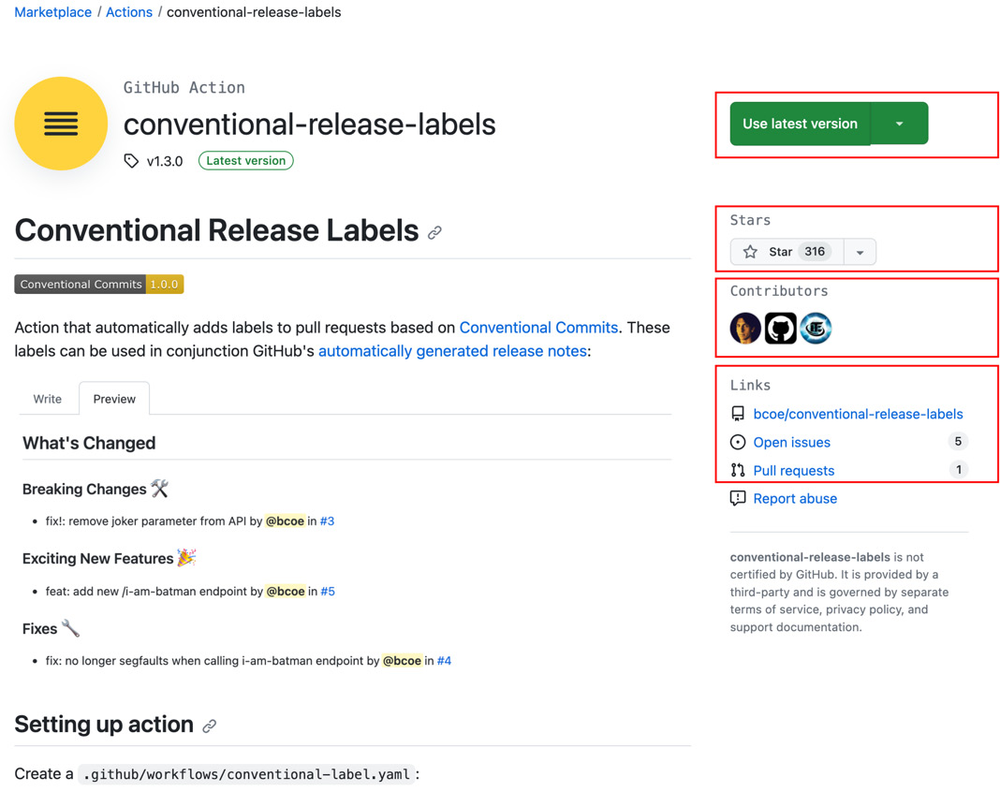 Marketplace / Actions / conventional-release-labels
GitHub Action
conventional-release-labels
v1.3.0 Latest version
Use latest version
Conventional Release Labels
Conventional Commits 1.0.0
Action that automatically adds labels to pull requests based on Conventional Commits. These
labels can be used in conjunction GitHub's automatically generated release notes:
Write Preview
What's Changed
Breaking Changes 🛠
• fix!: remove joker parameter from API by @bcoe in #3
Exciting New Features 🎉
• feat: add new /i-am-batman endpoint by @bcoe in #5
Fixes 🔧
• fix: no longer segfaults when calling i-am-batman endpoint by @bcoe in #4
Setting up action
Create a .github/workflows/conventional-label.yaml :
Stars
Star 316
Contributors
Links
bcoe/conventional-release-labels
Open issues 5
Pull requests 1
Report abuse
conventional-release-labels is not
certified by GitHub. It is provided by a
third-party and is governed by separate
terms of service, privacy policy, and
support documentation.